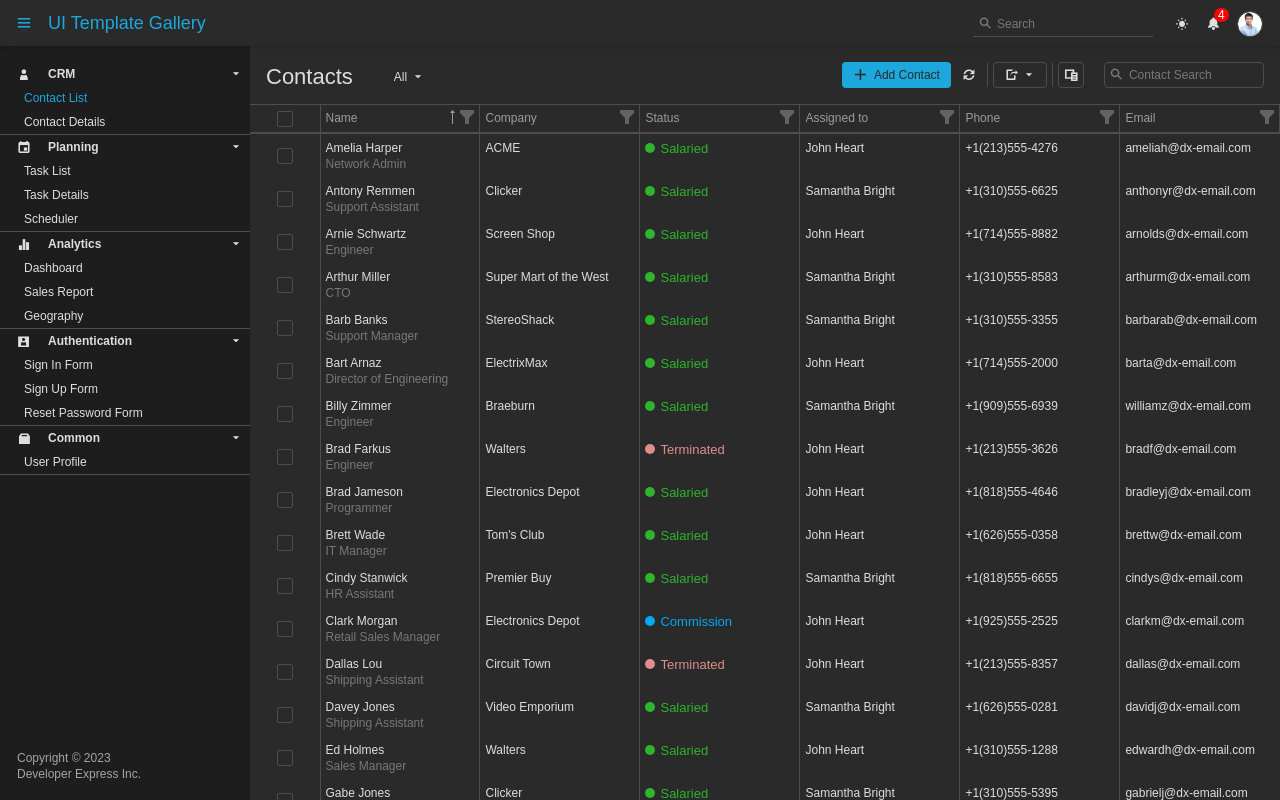 UI Template Gallery
Search
4
CRM
Contact List
Contact Details
Planning
Task List
Task Details
Scheduler
Analytics
Dashboard
Sales Report
Geography
Authentication
Sign In Form
Sign Up Form
Reset Password Form
Common
User Profile
Copyright © 2023
Developer Express Inc.
Contacts
All
Add Contact
Contact Search
Name Company Status Assigned to Phone Email
Amelia Harper ACME Salaried John Heart +1(213)555-4276 ameliah@dx-email.com
Network Admin
Antony Remmen Clicker Salaried Samantha Bright +1(310)555-6625 anthonyr@dx-email.com
Support Assistant
Arnie Schwartz Screen Shop Salaried John Heart +1(714)555-8882 arnolds@dx-email.com
Engineer
Arthur Miller Super Mart of the West Salaried Samantha Bright +1(310)555-8583 arthurm@dx-email.com
CTO
Barb Banks StereoShack Salaried Samantha Bright +1(310)555-3355 barbarab@dx-email.com
Support Manager
Bart Arnaz ElectrixMax Salaried John Heart +1(714)555-2000 barta@dx-email.com
Director of Engineering
Billy Zimmer Braeburn Salaried Samantha Bright +1(909)555-6939 williamz@dx-email.com
Engineer
Brad Farkus Walters Terminated John Heart +1(213)555-3626 bradf@dx-email.com
Engineer
Brad Jameson Electronics Depot Salaried John Heart +1(818)555-4646 bradleyj@dx-email.com
Programmer
Brett Wade Tom's Club Salaried John Heart +1(626)555-0358 brettw@dx-email.com
IT Manager
Cindy Stanwick Premier Buy Salaried Samantha Bright +1(818)555-6655 cindys@dx-email.com
HR Assistant
Clark Morgan Electronics Depot Commission John Heart +1(925)555-2525 clarkm@dx-email.com
Retail Sales Manager
Dallas Lou Circuit Town Terminated John Heart +1(213)555-8357 dallas@dx-email.com
Shipping Assistant
Davey Jones Video Emporium Salaried Samantha Bright +1(626)555-0281 davidj@dx-email.com
Shipping Assistant
Ed Holmes Walters Salaried John Heart +1(310)555-1288 edwardh@dx-email.com
Sales Manager
Gabe Jones Clicker Salaried Samantha Bright +1(310)555-5395 gabrielj@dx-email.com